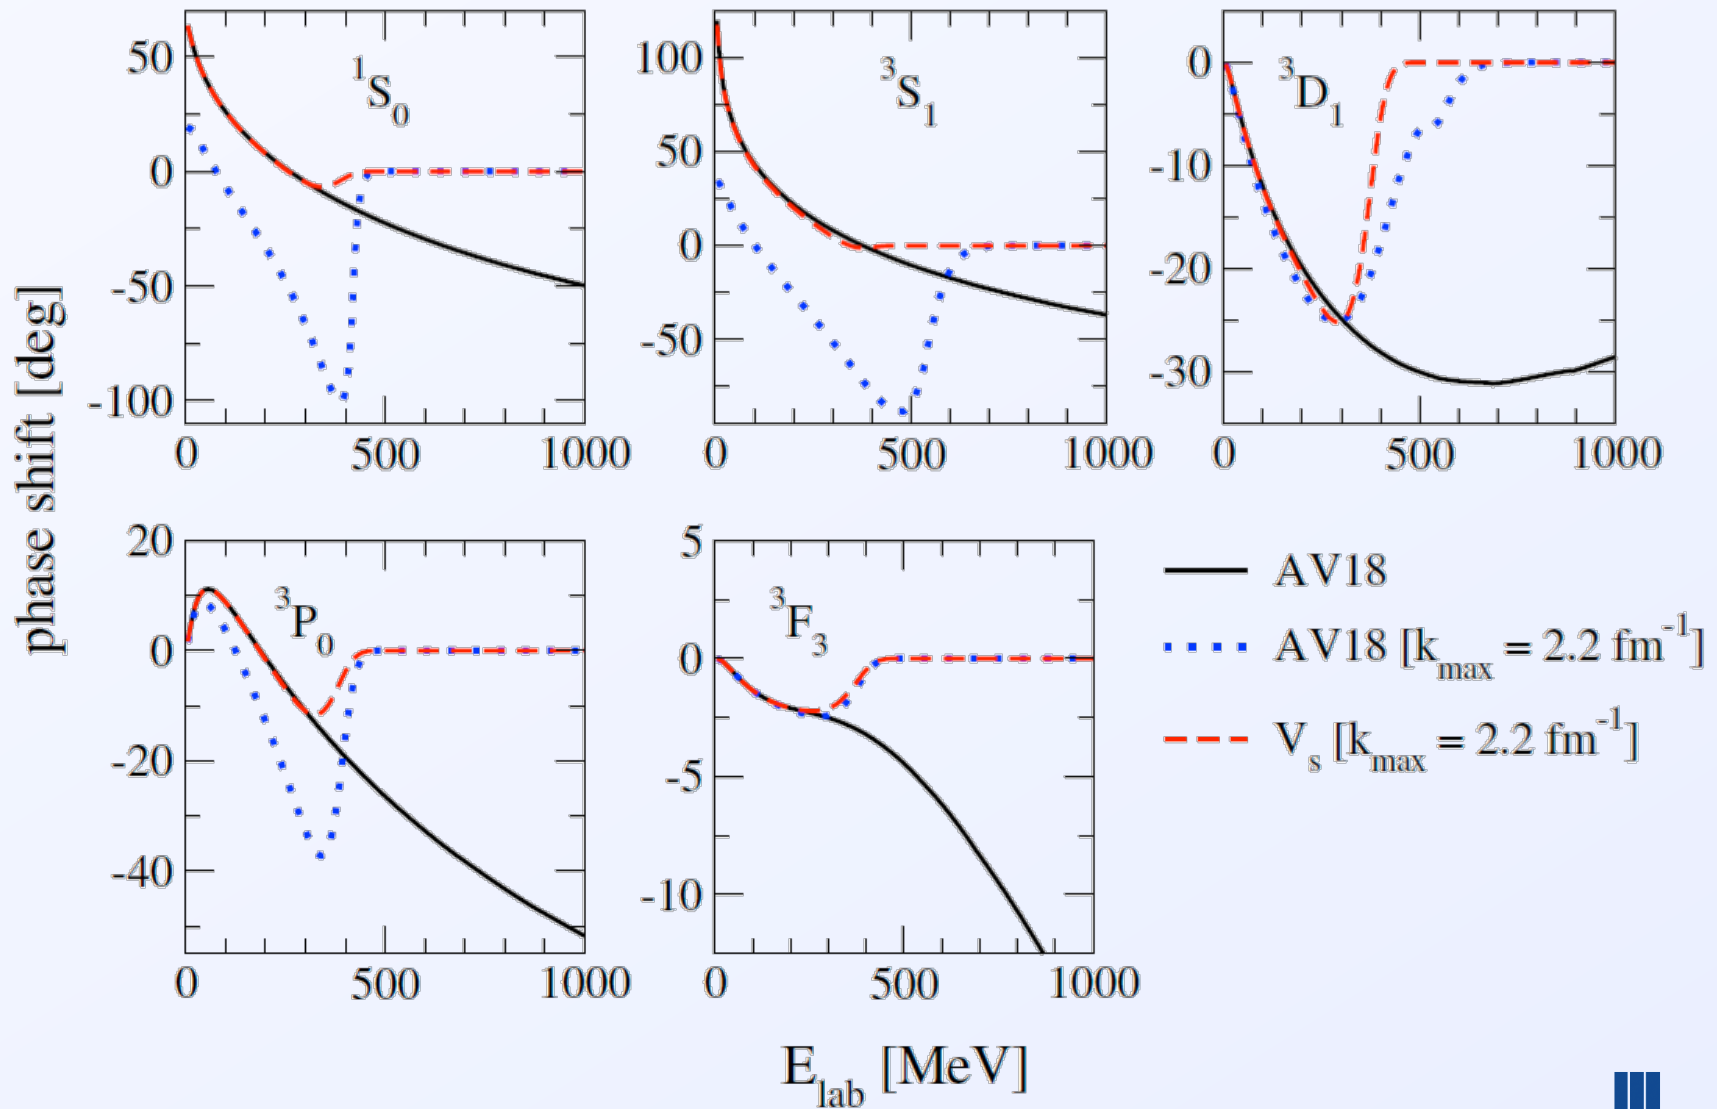 phase shift [deg]
50
0
-50
-100
¹S₀
0 500 1000
100
50
0
-50
³S₁
0 500 1000
0
-10
-20
-30
³D₁
0 500 1000
20
0
-20
-40
³P₀
0 500 1000
5
0
-5
-10
³F₃
0 500 1000
AV18
AV18 [k_max = 2.2 fm⁻¹]
V_s [k_max = 2.2 fm⁻¹]
E_lab [MeV]